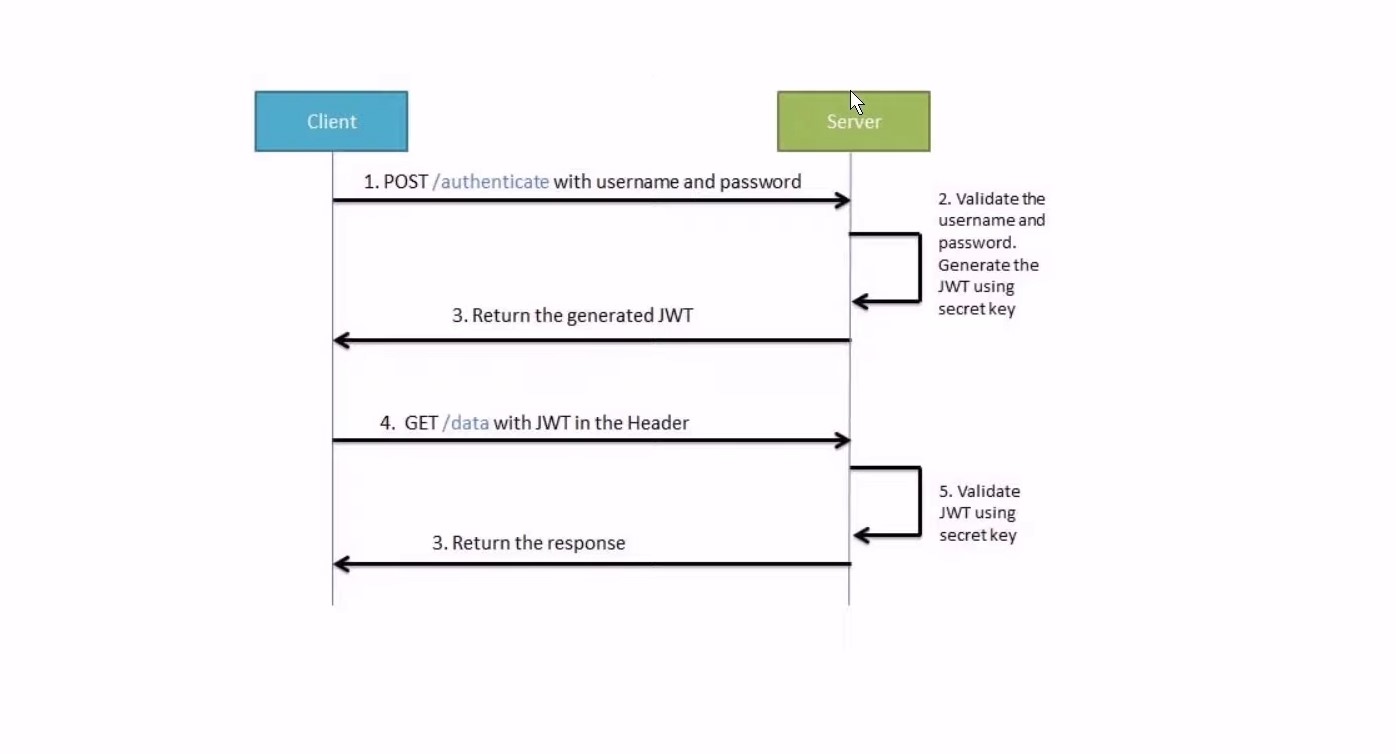 Client
Server
1. POST /authenticate with username and password
2. Validate the
username and
password.
Generate the
JWT using
secret key
3. Return the generated JWT
4. GET /data with JWT in the Header
5. Validate
JWT using
secret key
3. Return the response